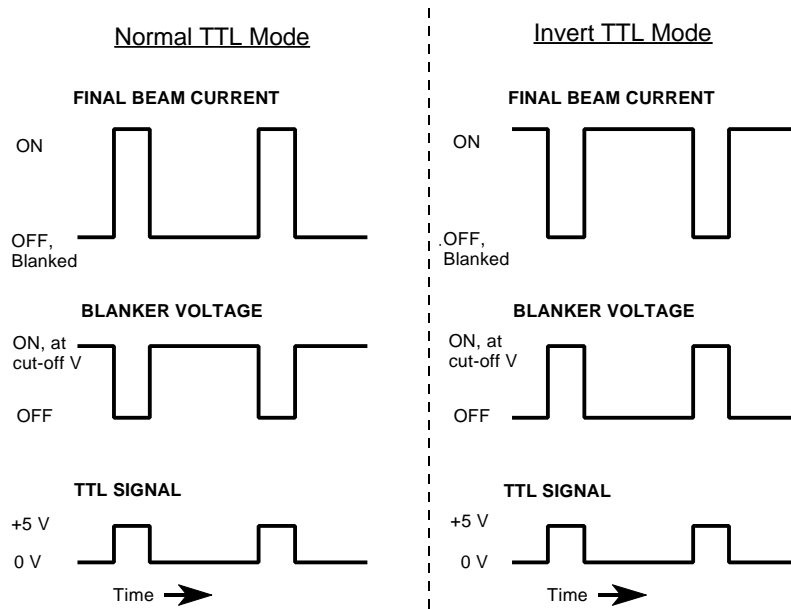 Normal TTL Mode
FINAL BEAM CURRENT
ON
OFF,
Blanked
BLANKER VOLTAGE
ON, at
cut-off V
OFF
TTL SIGNAL
+5 V
0 V
Time
Invert TTL Mode
FINAL BEAM CURRENT
ON
.OFF,
Blanked
BLANKER VOLTAGE
ON, at
cut-off V
OFF
TTL SIGNAL
+5 V
0 V
Time